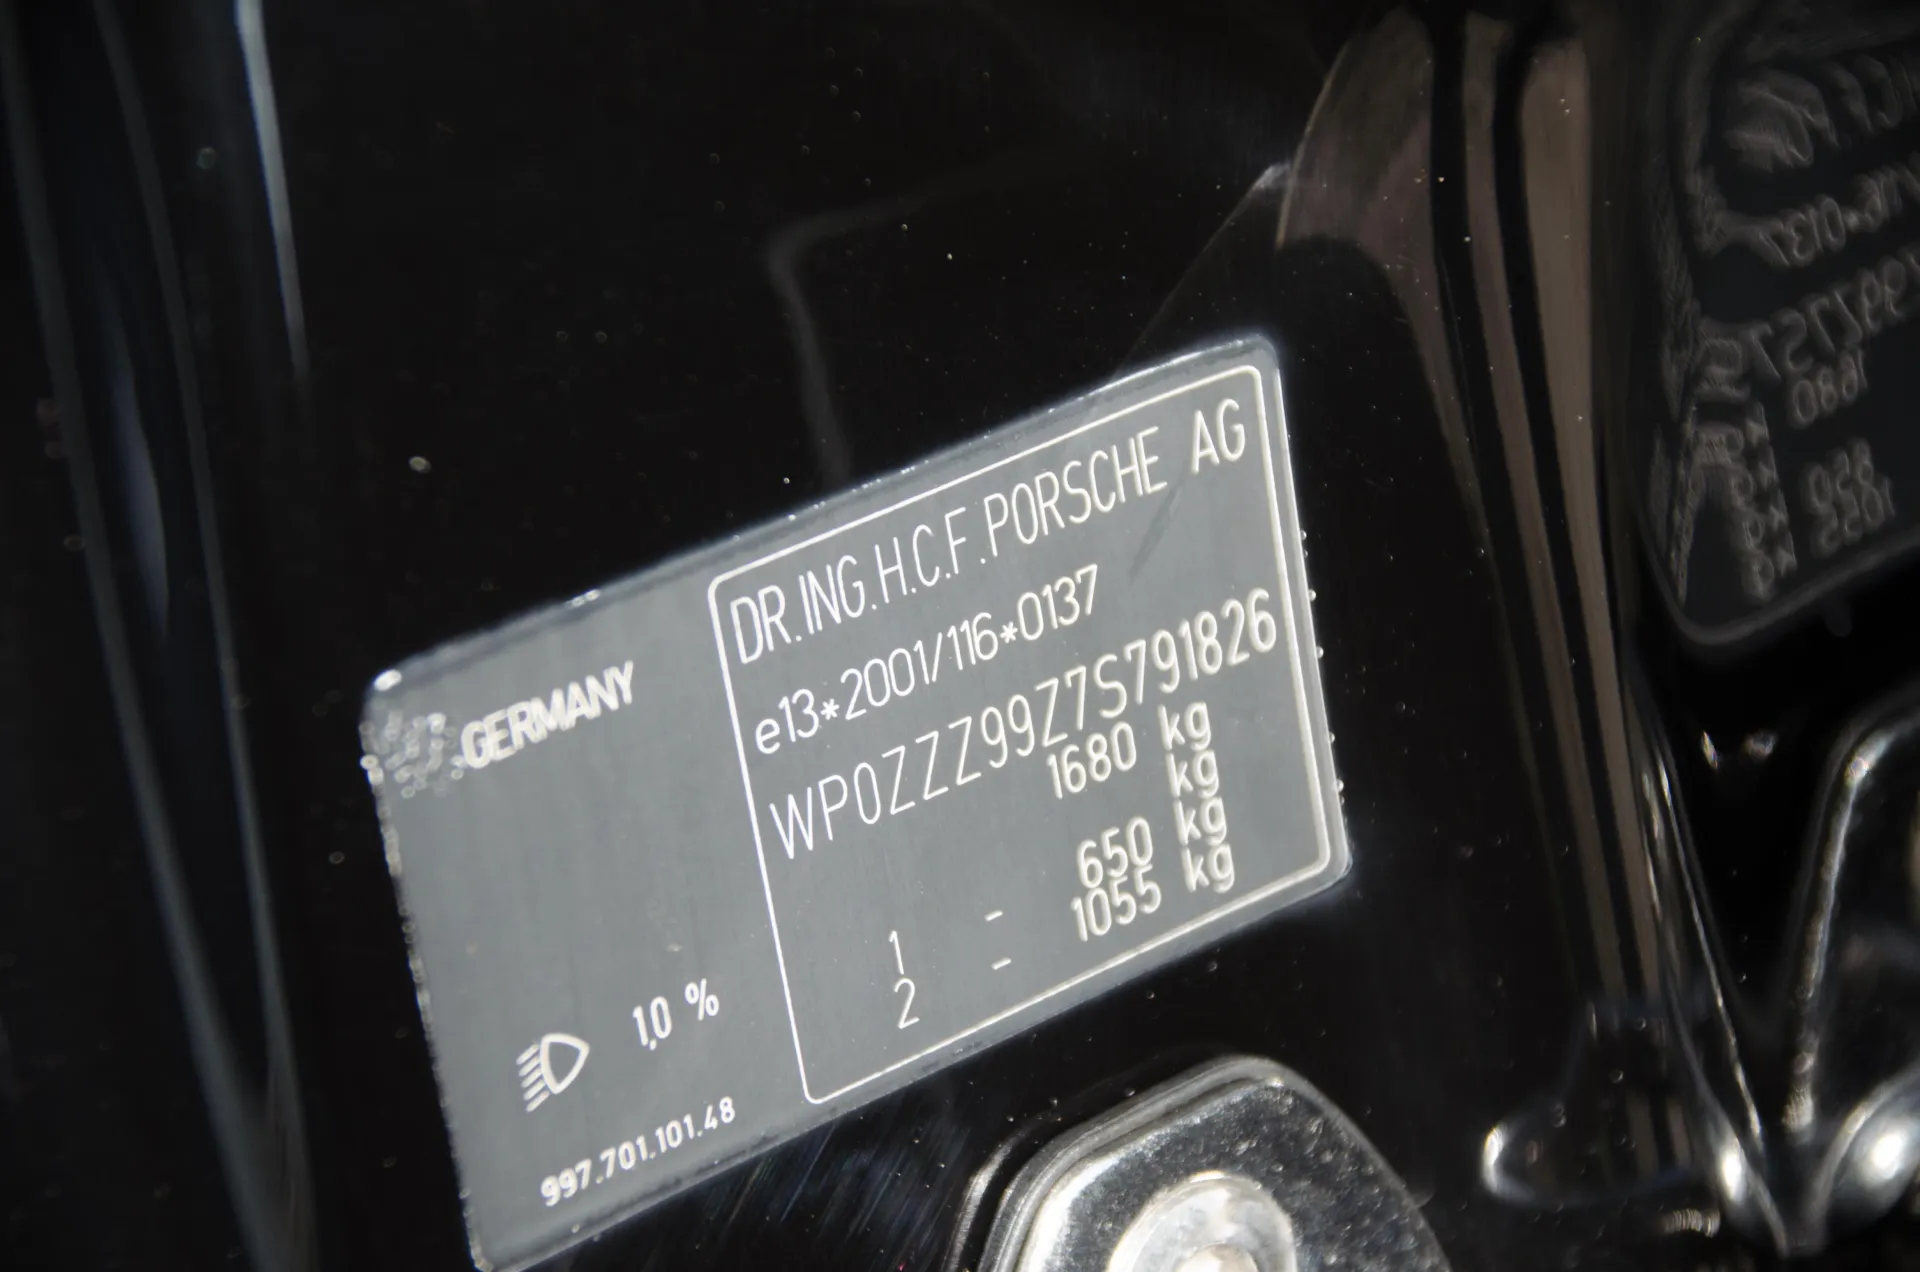 GERMANY
DR.ING.H.C.F.PORSCHE AG
e13*2001/116*0137
WP0ZZZ99Z7S791826
1680 kg
kg
1 - 650 kg
2 - 1055 kg
1,0 %
997.701.101.48